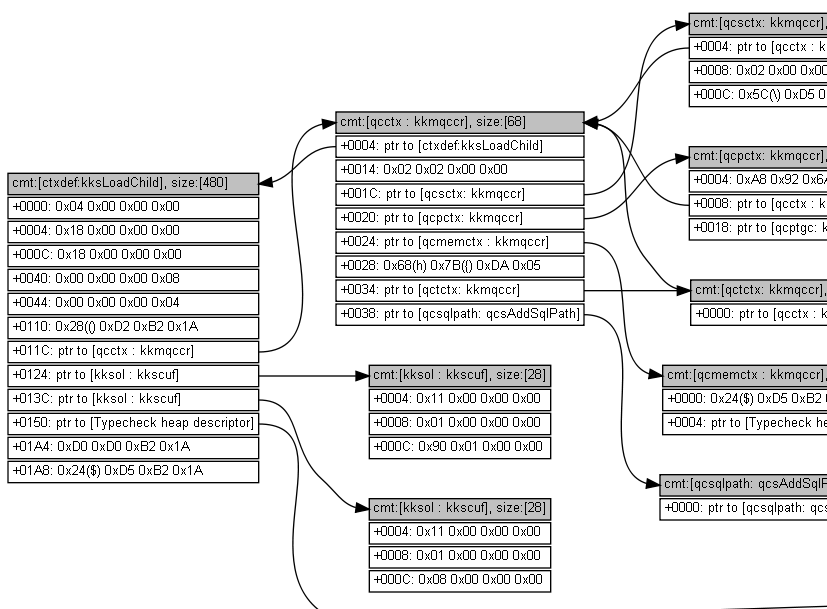 cmt:[ctxdef:kksLoadChild], size:[480]
+0000: 0x04 0x00 0x00 0x00
+0004: 0x18 0x00 0x00 0x00
+000C: 0x18 0x00 0x00 0x00
+0040: 0x00 0x00 0x00 0x08
+0044: 0x00 0x00 0x00 0x04
+0110: 0x28(() 0xD2 0xB2 0x1A
+011C: ptr to [qcctx : kkmqccr]
+0124: ptr to [kksol : kkscuf]
+013C: ptr to [kksol : kkscuf]
+0150: ptr to [Typecheck heap descriptor]
+01A4: 0xD0 0xD0 0xB2 0x1A
+01A8: 0x24($) 0xD5 0xB2 0x1A
cmt:[qcctx : kkmqccr], size:[68]
+0004: ptr to [ctxdef:kksLoadChild]
+0014: 0x02 0x02 0x00 0x00
+001C: ptr to [qcsctx: kkmqccr]
+0020: ptr to [qcpctx: kkmqccr]
+0024: ptr to [qcmemctx : kkmqccr]
+0028: 0x68(h) 0x7B({) 0xDA 0x05
+0034: ptr to [qctctx: kkmqccr]
+0038: ptr to [qcsqlpath: qcsAddSqlPath]
cmt:[kksol : kkscuf], size:[28]
+0004: 0x11 0x00 0x00 0x00
+0008: 0x01 0x00 0x00 0x00
+000C: 0x90 0x01 0x00 0x00
cmt:[kksol : kkscuf], size:[28]
+0004: 0x11 0x00 0x00 0x00
+0008: 0x01 0x00 0x00 0x00
+000C: 0x08 0x00 0x00 0x00
cmt:[qcsctx: kkmqccr],
+0004: ptr to [qcctx : k
+0008: 0x02 0x00 0x00
+000C: 0x5C(\) 0xD5 0
cmt:[qcpctx: kkmqccr],
+0004: 0xA8 0x92 0x6A
+0008: ptr to [qcctx : k
+0018: ptr to [qcptgc: k
cmt:[qctctx: kkmqccr],
+0000: ptr to [qcctx : k
cmt:[qcmemctx : kkmqccr],
+0000: 0x24($) 0xD5 0xB2
+0004: ptr to [Typecheck he
cmt:[qcsqlpath: qcsAddSqlP
+0000: ptr to [qcsqlpath: qcs